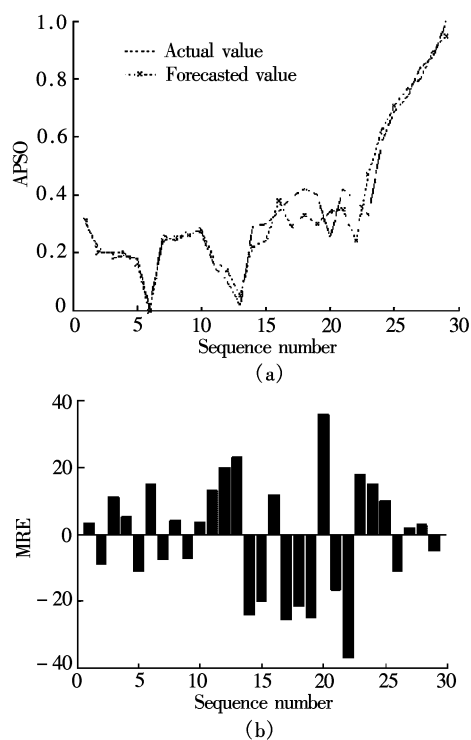 1.0
0.8
0.6
0.4
0.2
0
APSO
Actual value
Forecasted value
0 5 10 15 20 25 30
Sequence number
(a)
40
20
0
−20
−40
MRE
0 5 10 15 20 25 30
Sequence number
(b)